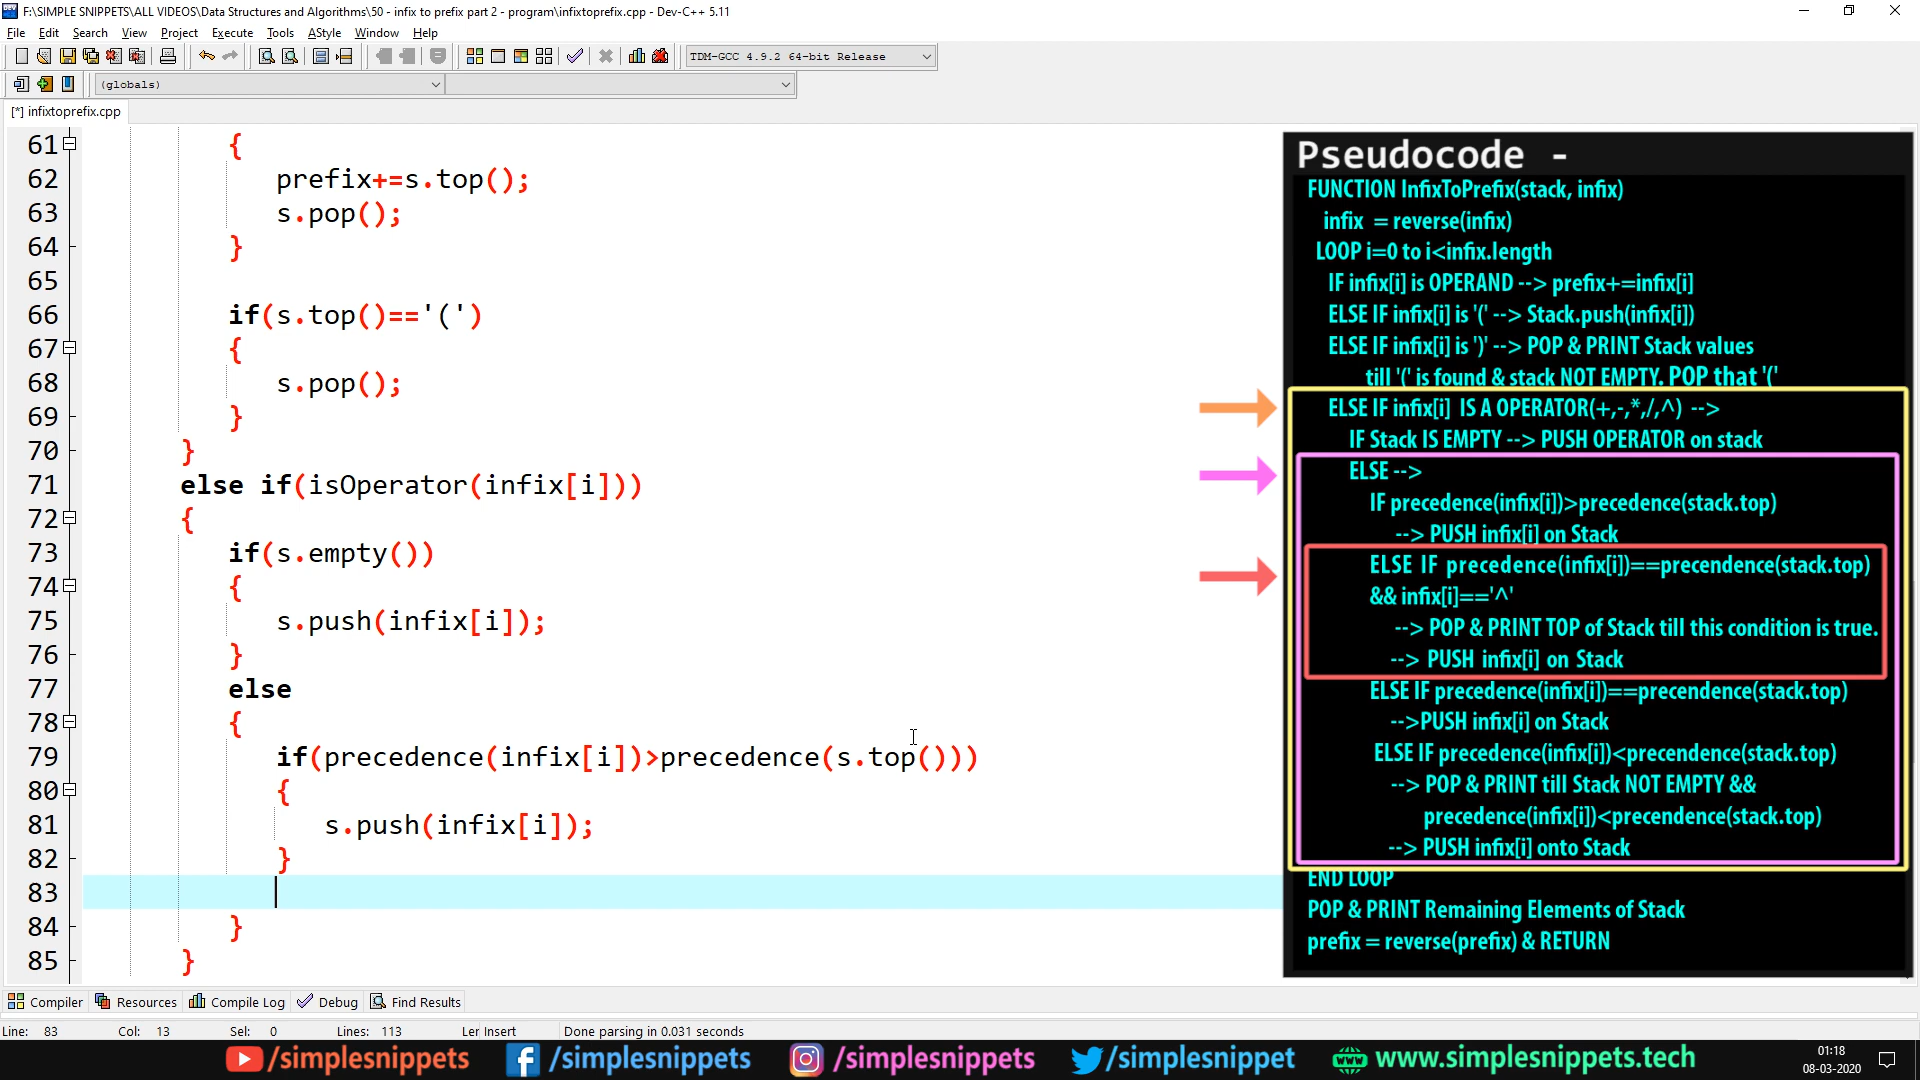 F:\SIMPLE SNIPPETS\ALL VIDEOS\Data Structures and Algorithms\50 - infix to prefix part 2 - program\infixtoprefix.cpp - Dev-C++ 5.11
File Edit Search View Project Execute Tools AStyle Window Help
TDM-GCC 4.9.2 64-bit Release
(globals)
[*] infixtoprefix.cpp
61 {
62 prefix+=s.top();
63 s.pop();
64 }
65
66 if(s.top()=='(')
67 {
68 s.pop();
69 }
70 }
71 else if(isOperator(infix[i]))
72 {
73 if(s.empty())
74 {
75 s.push(infix[i]);
76 }
77 else
78 {
79 if(precedence(infix[i])>precedence(s.top()))
80 {
81 s.push(infix[i]);
82 }
83
84 }
85 }
Pseudocode -
FUNCTION InfixToPrefix(stack, infix)
infix = reverse(infix)
LOOP i=0 to i<infix.length
IF infix[i] is OPERAND --> prefix+=infix[i]
ELSE IF infix[i] is '(' --> Stack.push(infix[i])
ELSE IF infix[i] is ')' --> POP & PRINT Stack values
till '(' is found & stack NOT EMPTY. POP that '('
ELSE IF infix[i] IS A OPERATOR(+,-,*,/,^) -->
IF Stack IS EMPTY --> PUSH OPERATOR on stack
ELSE -->
IF precedence(infix[i])>precedence(stack.top)
--> PUSH infix[i] on Stack
ELSE IF precedence(infix[i])==precendence(stack.top)
&& infix[i]=='^'
--> POP & PRINT TOP of Stack till this condition is true.
--> PUSH infix[i] on Stack
ELSE IF precedence(infix[i])==precendence(stack.top)
-->PUSH infix[i] on Stack
ELSE IF precedence(infix[i])<precendence(stack.top)
--> POP & PRINT till Stack NOT EMPTY &&
precedence(infix[i])<precendence(stack.top)
--> PUSH infix[i] onto Stack
END LOOP
POP & PRINT Remaining Elements of Stack
prefix = reverse(prefix) & RETURN
Compiler Resources Compile Log Debug Find Results
Line: 83 Col: 13 Sel: 0 Lines: 113 Ler Insert Done parsing in 0.031 seconds
/simplesnippets /simplesnippets /simplesnippets /simplesnippet www.simplesnippets.tech
01:18
08-03-2020